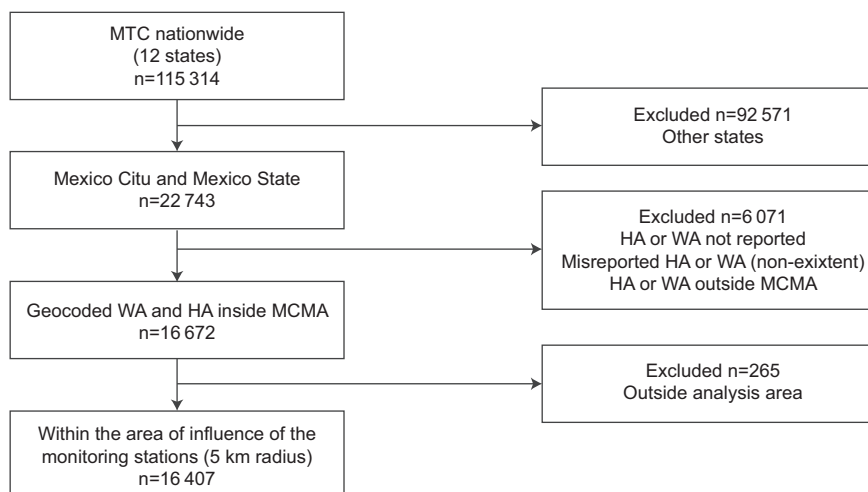 MTC nationwide
(12 states)
n=115 314
Excluded n=92 571
Other states
Mexico Citu and Mexico State
n=22 743
Excluded n=6 071
HA or WA not reported
Misreported HA or WA (non-exixtent)
HA or WA outside MCMA
Geocoded WA and HA inside MCMA
n=16 672
Excluded n=265
Outside analysis area
Within the area of influence of the
monitoring stations (5 km radius)
n=16 407